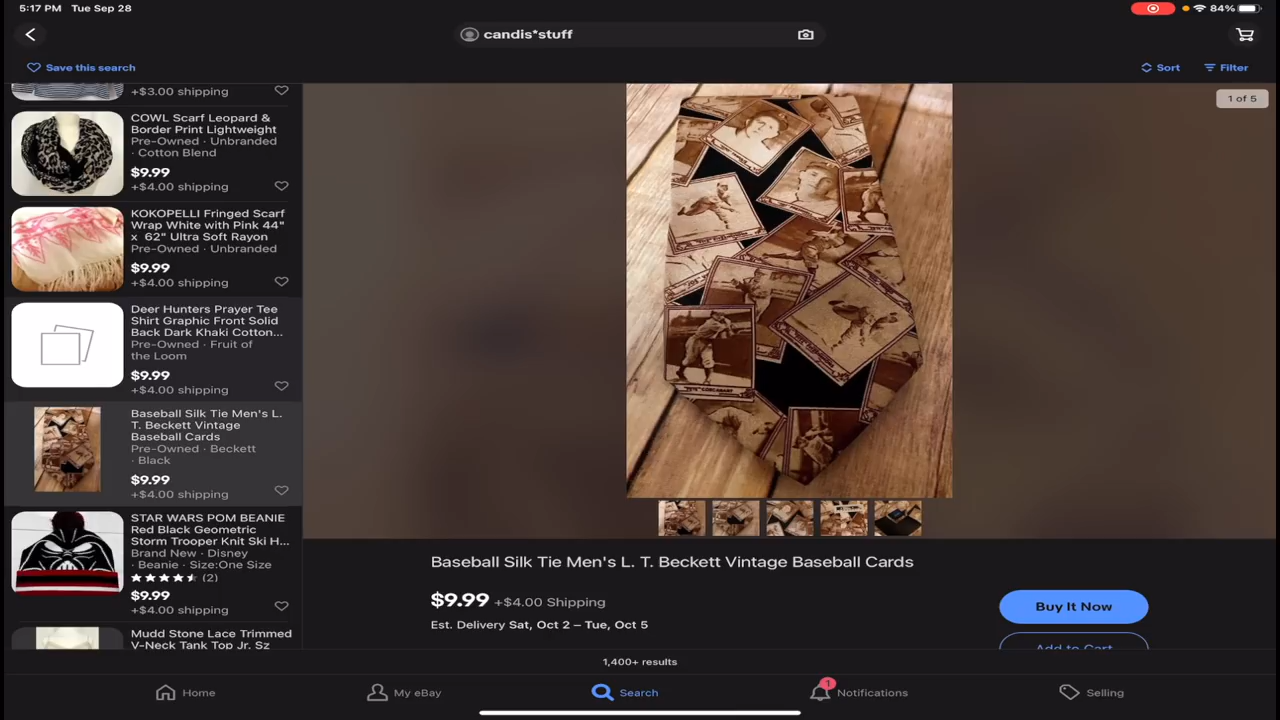 5:17 PM Tue Sep 28
84%
candis*stuff
Save this search
Sort
Filter
+$3.00 shipping
COWL Scarf Leopard &
Border Print Lightweight
Pre-Owned · Unbranded
· Cotton Blend
$9.99
+$4.00 shipping
KOKOPELLI Fringed Scarf
Wrap White with Pink 44"
x 62" Ultra Soft Rayon
Pre-Owned · Unbranded
$9.99
+$4.00 shipping
Deer Hunters Prayer Tee
Shirt Graphic Front Solid
Back Dark Khaki Cotton...
Pre-Owned · Fruit of
the Loom
$9.99
+$4.00 shipping
Baseball Silk Tie Men's L.
T. Beckett Vintage
Baseball Cards
Pre-Owned · Beckett
· Black
$9.99
+$4.00 shipping
STAR WARS POM BEANIE
Red Black Geometric
Storm Trooper Knit Ski H...
Brand New · Disney
· Beanie · Size:One Size
(2)
$9.99
+$4.00 shipping
Mudd Stone Lace Trimmed
V-Neck Tank Top Jr. Sz
1 of 5
Baseball Silk Tie Men's L. T. Beckett Vintage Baseball Cards
$9.99 +$4.00 Shipping
Est. Delivery Sat, Oct 2 – Tue, Oct 5
Buy It Now
Add to Cart
1,400+ results
Home
My eBay
Search
1
Notifications
Selling